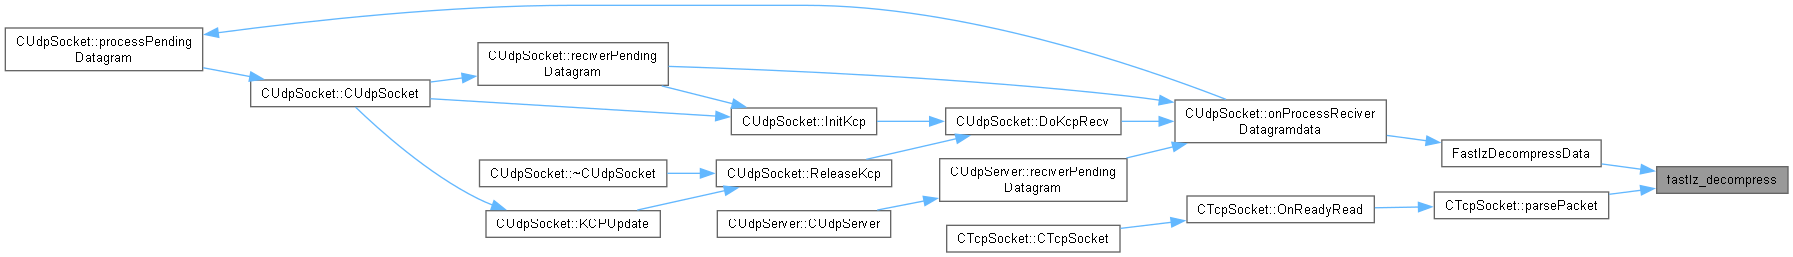 CUdpSocket::processPending
Datagram
CUdpSocket::CUdpSocket
CUdpSocket::reciverPending
Datagram
CUdpSocket::InitKcp
CUdpSocket::~CUdpSocket
CUdpSocket::KCPUpdate
CUdpSocket::ReleaseKcp
CUdpServer::CUdpServer
CUdpSocket::DoKcpRecv
CUdpServer::reciverPending
Datagram
CTcpSocket::CTcpSocket
CUdpSocket::onProcessReciver
Datagramdata
CTcpSocket::OnReadyRead
FastlzDecompressData
CTcpSocket::parsePacket
fastlz_decompress